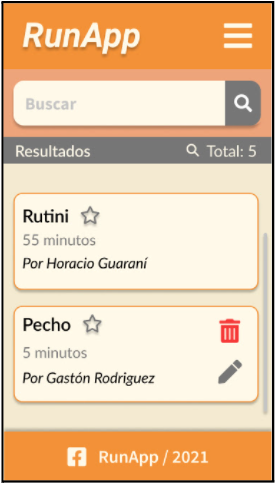 RunApp
Buscar
Resultados Total: 5
Rutini
55 minutos
Por Horacio Guaraní
Pecho
5 minutos
Por Gastón Rodriguez
RunApp / 2021